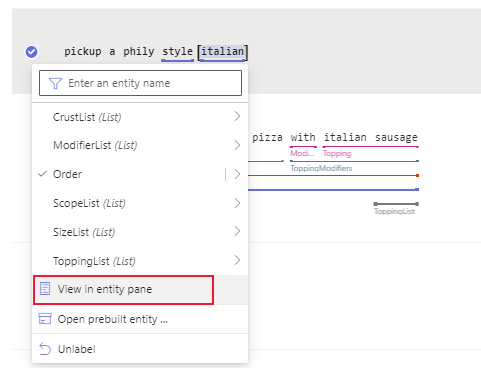 pickup a phily style [italian]
Enter an entity name
CrustList (List)
ModifierList (List)
pizza with italian sausage
Modi... Topping
Order
ToppingModifiers
ScopeList (List)
ToppingList
SizeList (List)
ToppingList (List)
View in entity pane
Open prebuilt entity ...
Unlabel